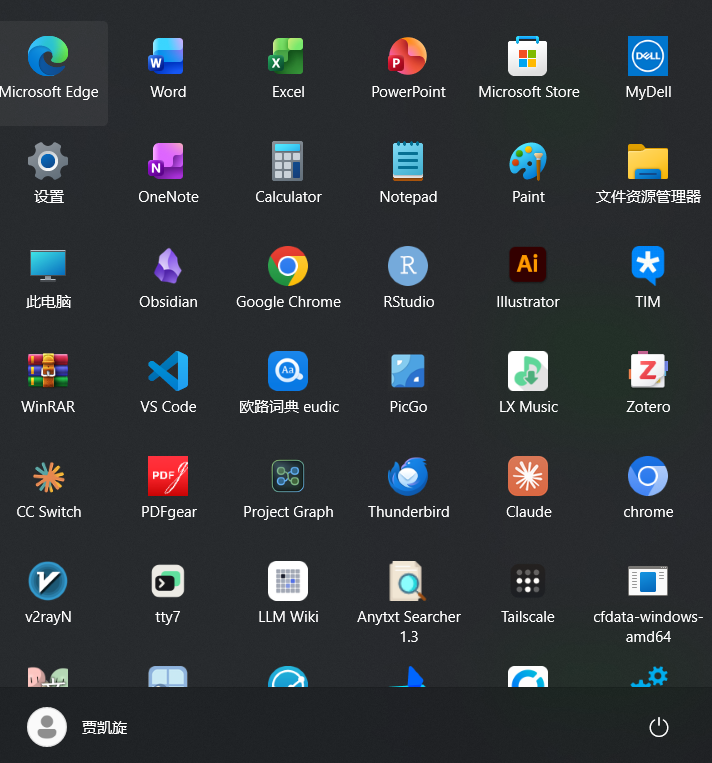 Microsoft Edge
Word
Excel
PowerPoint
Microsoft Store
MyDell
设置
OneNote
Calculator
Notepad
Paint
文件资源管理器
此电脑
Obsidian
Google Chrome
RStudio
Illustrator
TIM
WinRAR
VS Code
欧路词典 eudic
PicGo
LX Music
Zotero
CC Switch
PDFgear
Project Graph
Thunderbird
Claude
chrome
v2rayN
tty7
LLM Wiki
Anytxt Searcher
1.3
Tailscale
cfdata-windows-
amd64
贾凯旋